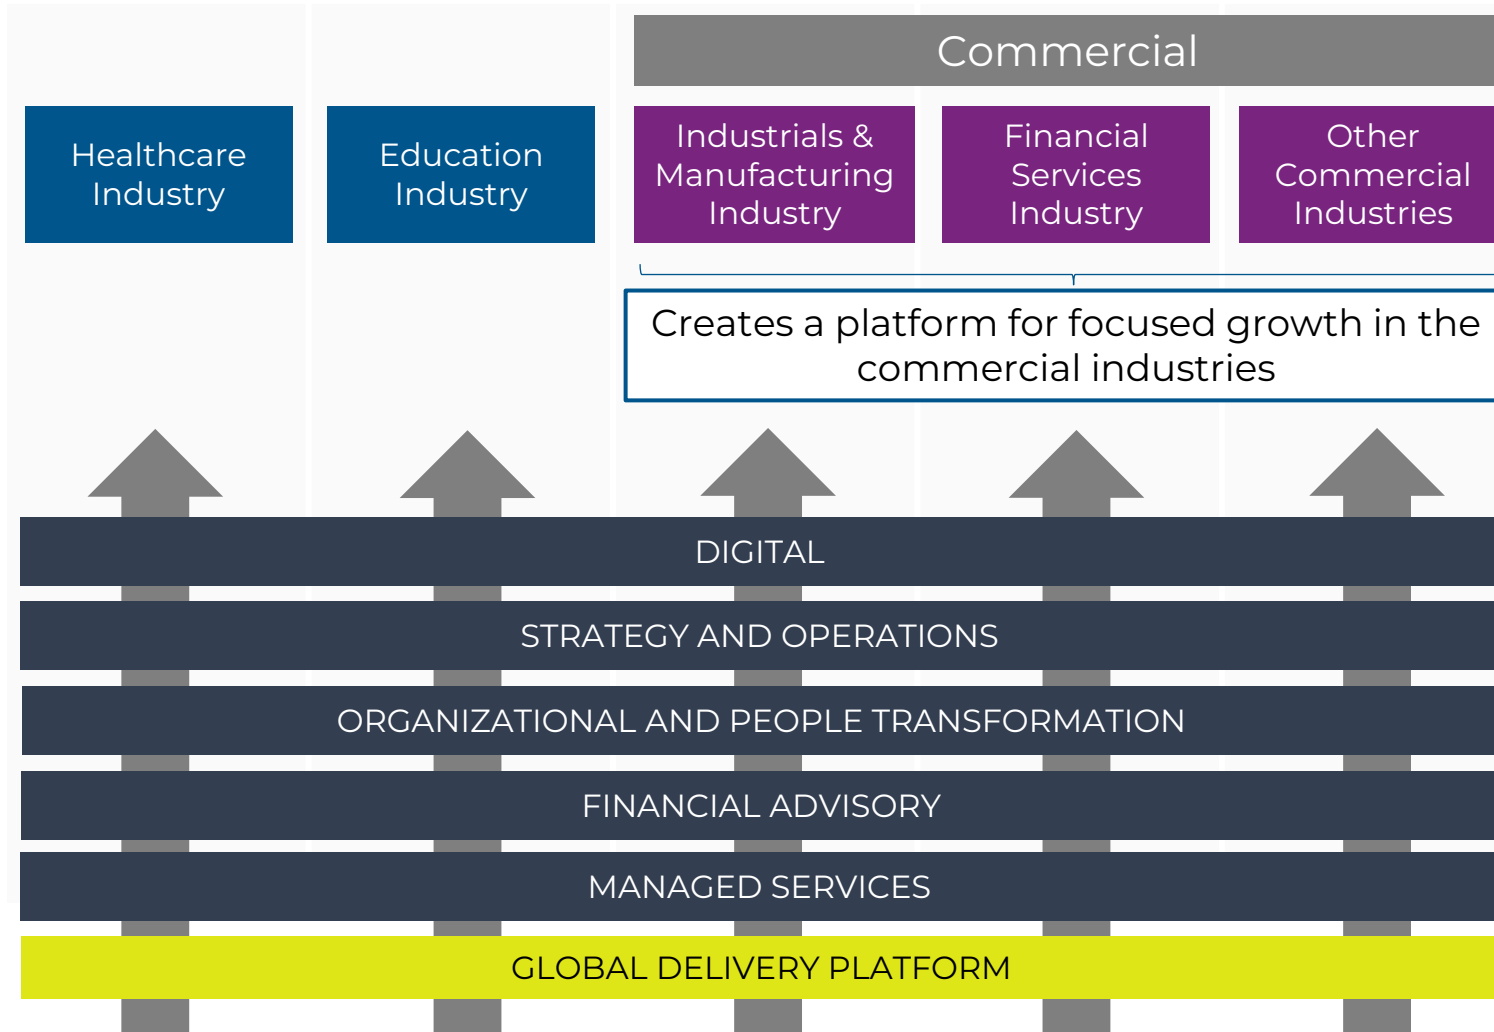 Commercial
Healthcare
Industry
Education
Industry
Industrials &
Manufacturing
Industry
Financial
Services
Industry
Other
Commercial
Industries
Creates a platform for focused growth in the
commercial industries
DIGITAL
STRATEGY AND OPERATIONS
ORGANIZATIONAL AND PEOPLE TRANSFORMATION
FINANCIAL ADVISORY
MANAGED SERVICES
GLOBAL DELIVERY PLATFORM